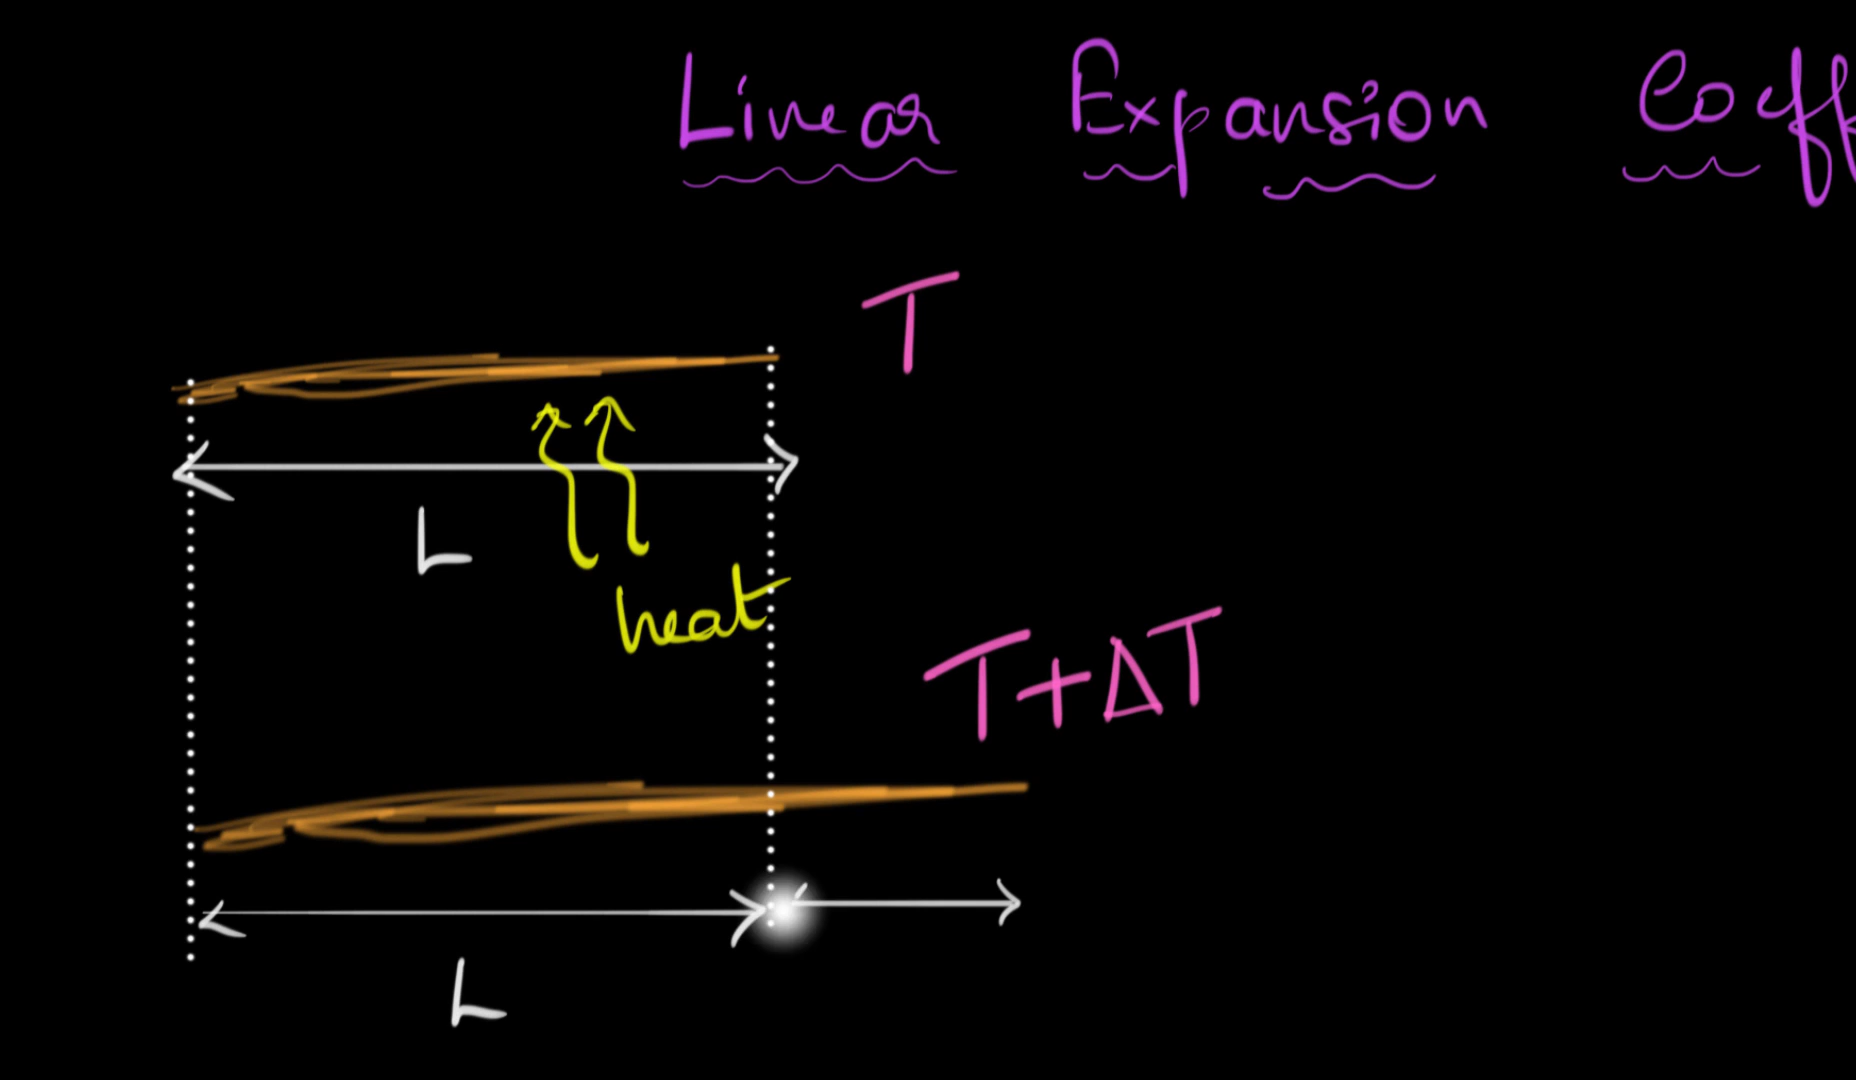 Linear Expansion Coeff
T
L
heat
T+ΔT
L